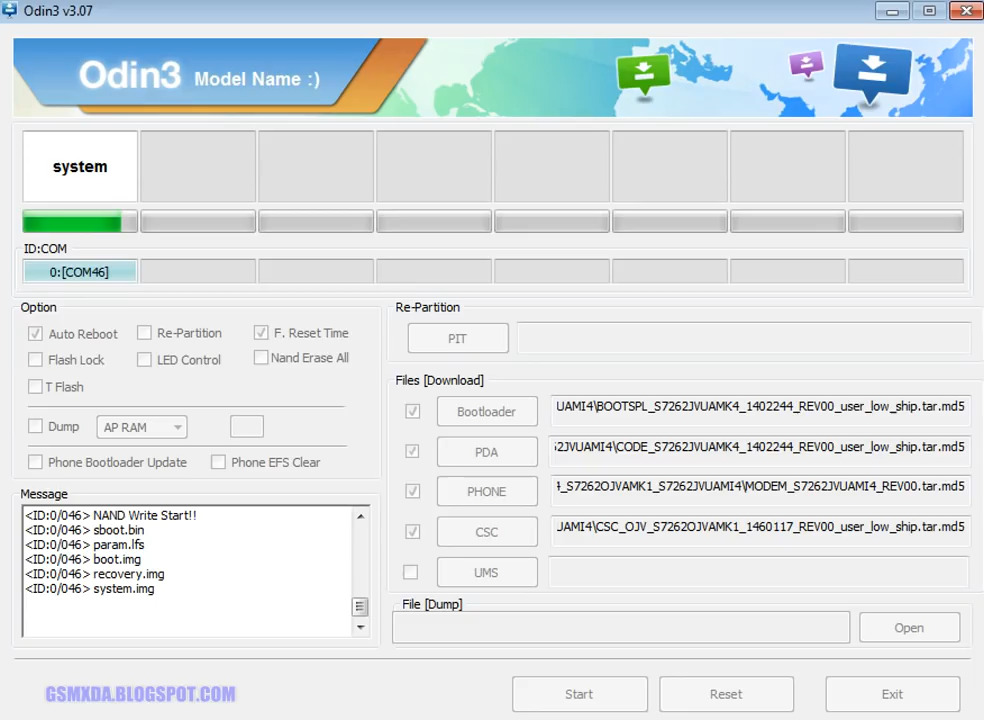 Odin3 v3.07
Odin3 Model Name :)
system
ID:COM
0:[COM46]
Option
Auto Reboot
Re-Partition
F. Reset Time
Flash Lock
LED Control
Nand Erase All
T Flash
Dump
AP RAM
Phone Bootloader Update
Phone EFS Clear
Message
<ID:0/046> NAND Write Start!!
<ID:0/046> sboot.bin
<ID:0/046> param.lfs
<ID:0/046> boot.img
<ID:0/046> recovery.img
<ID:0/046> system.img
Re-Partition
PIT
Files [Download]
Bootloader
UAMI4\BOOTSPL_S7262JVUAMK4_1402244_REV00_user_low_ship.tar.md5
PDA
2JVUAMI4\CODE_S7262JVUAMK4_1402244_REV00_user_low_ship.tar.md5
PHONE
4_S7262OJVAMK1_S7262JVUAMI4\MODEM_S7262JVUAMI4_REV00.tar.md5
CSC
UAMI4\CSC_OJV_S7262OJVAMK1_1460117_REV00_user_low_ship.tar.md5
UMS
File [Dump]
Open
GSMXDA.BLOGSPOT.COM
Start
Reset
Exit